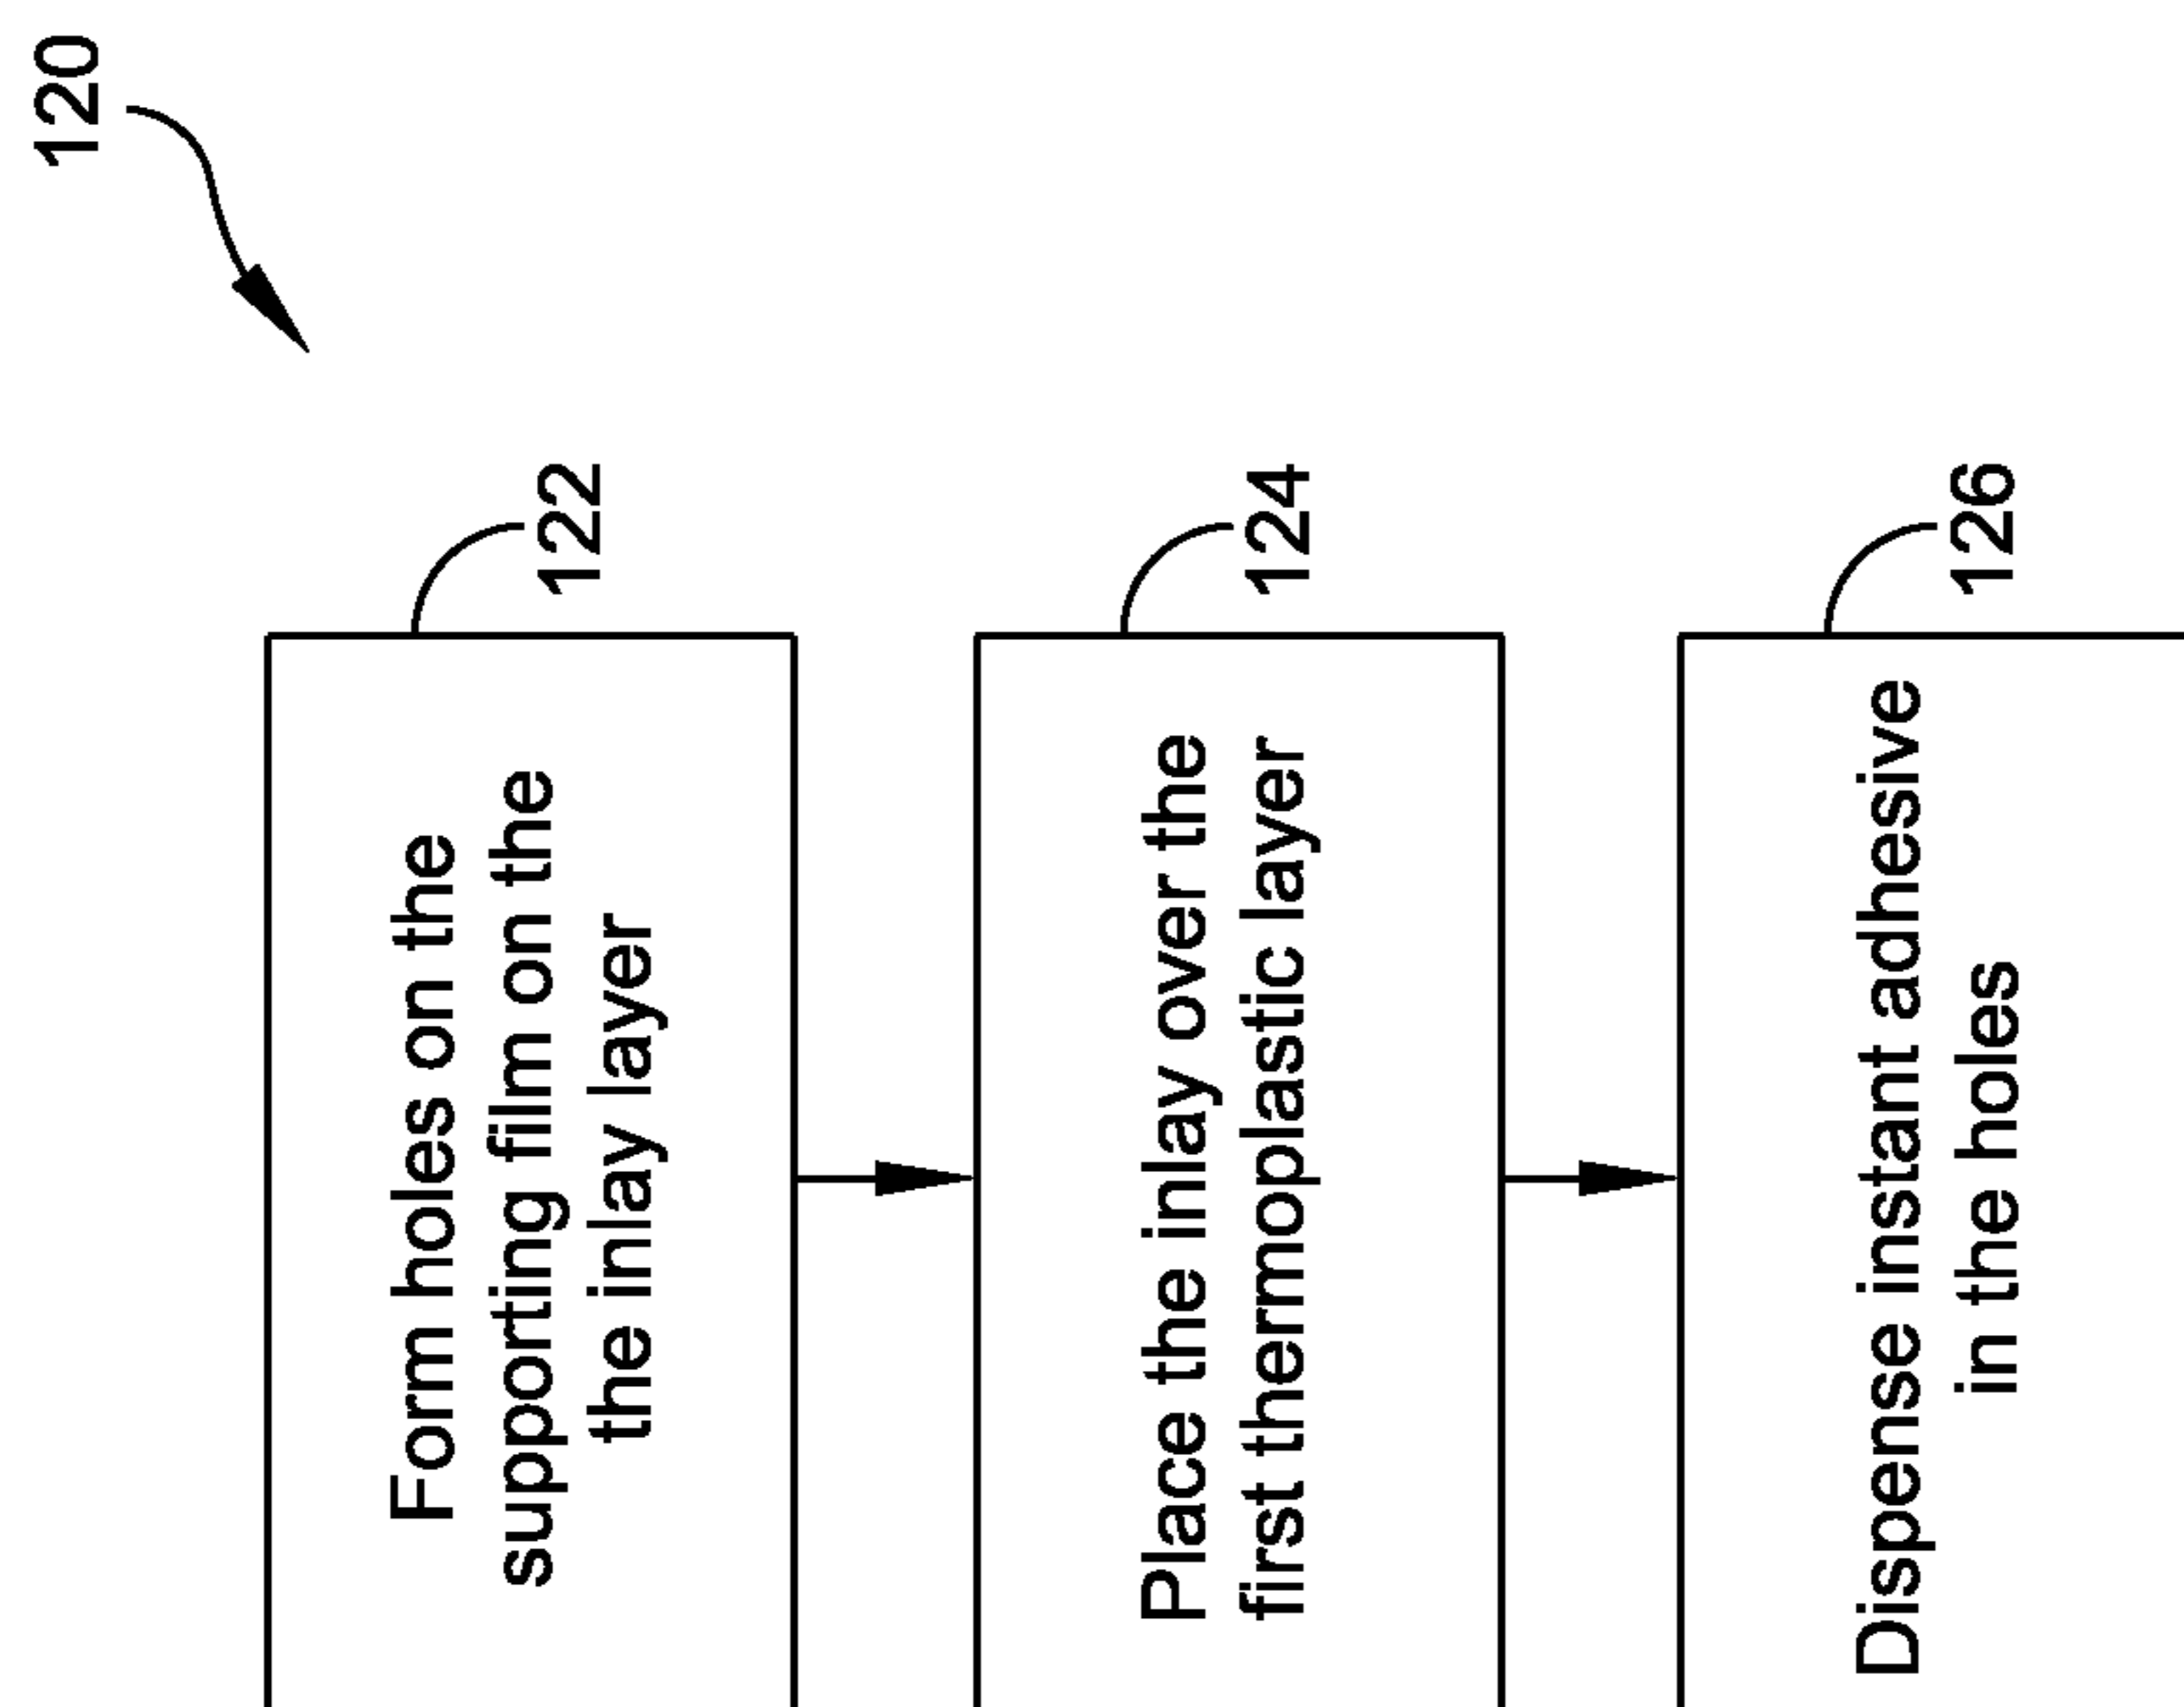 120
122
Form holes on the
supporting film on the
the inlay layer
124
Place the inlay over the
first thermoplastic layer
126
Dispense instant adhesive
in the holes